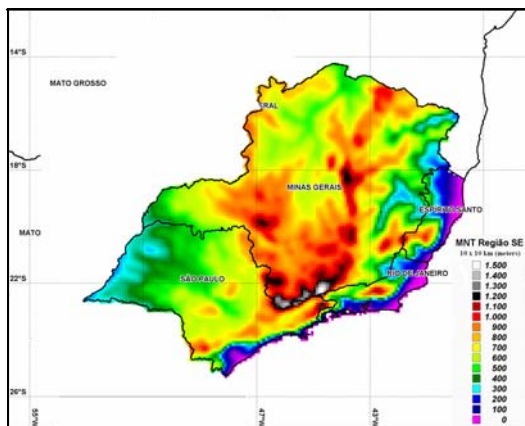 14°S
MATO GROSSO
TRAL
18°S
MINAS GERAIS
ESPIRITO SANTO
MATO
MNT Região SE
10 x 10 km (meters)
SÃO PAULO
RIO DE JANEIRO
22°S
1.500
1.400
1.300
1.200
1.100
1.000
900
800
700
600
500
400
300
200
100
0
26°S
55°W
47°W
43°W